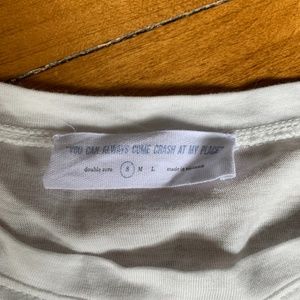 "YOU CAN ALWAYS COME CRASH AT MY PLACE"
double zero S M L made in